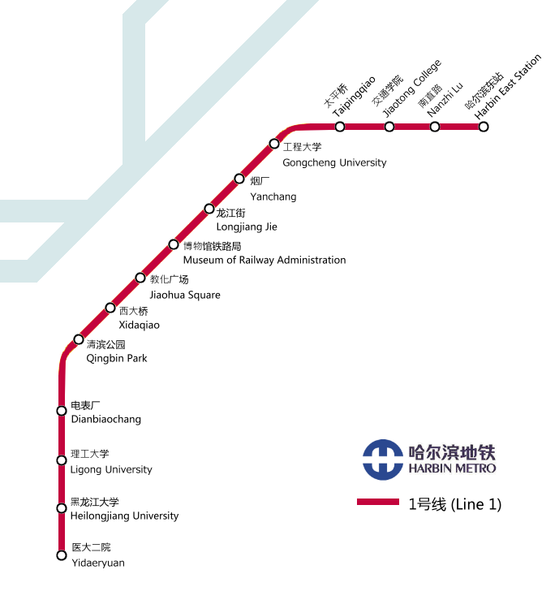 太平桥
Taipingqiao
交通学院
Jiaotong College
南直路
Nanzhi Lu
哈尔滨东站
Harbin East Station
工程大学
Gongcheng University
烟厂
Yanchang
龙江街
Longjiang Jie
博物馆铁路局
Museum of Railway Administration
教化广场
Jiaohua Square
西大桥
Xidaqiao
清滨公园
Qingbin Park
电表厂
Dianbiaochang
理工大学
Ligong University
黑龙江大学
Heilongjiang University
医大二院
Yidaeryuan
哈尔滨地铁
HARBIN METRO
1号线 (Line 1)